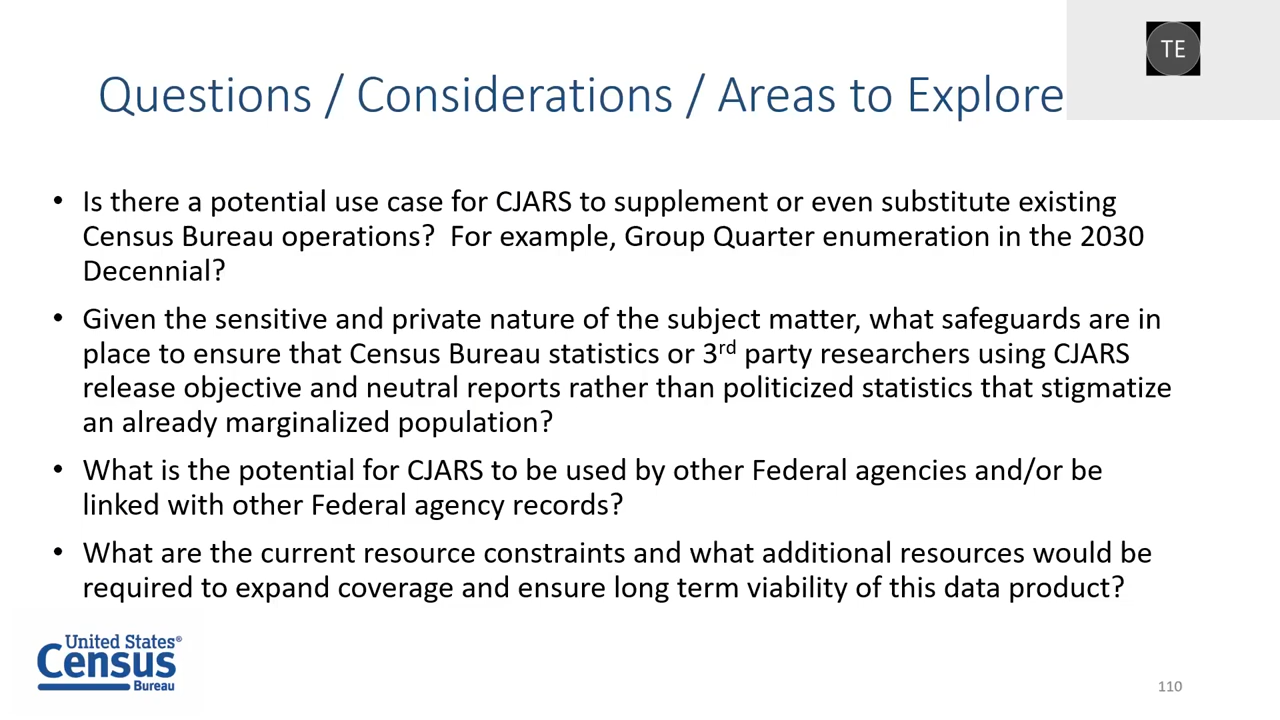 TE
Questions / Considerations / Areas to Explore
• Is there a potential use case for CJARS to supplement or even substitute existing
Census Bureau operations?  For example, Group Quarter enumeration in the 2030
Decennial?
• Given the sensitive and private nature of the subject matter, what safeguards are in
place to ensure that Census Bureau statistics or 3rd party researchers using CJARS
release objective and neutral reports rather than politicized statistics that stigmatize
an already marginalized population?
• What is the potential for CJARS to be used by other Federal agencies and/or be
linked with other Federal agency records?
• What are the current resource constraints and what additional resources would be
required to expand coverage and ensure long term viability of this data product?
United States®
Census
Bureau
110